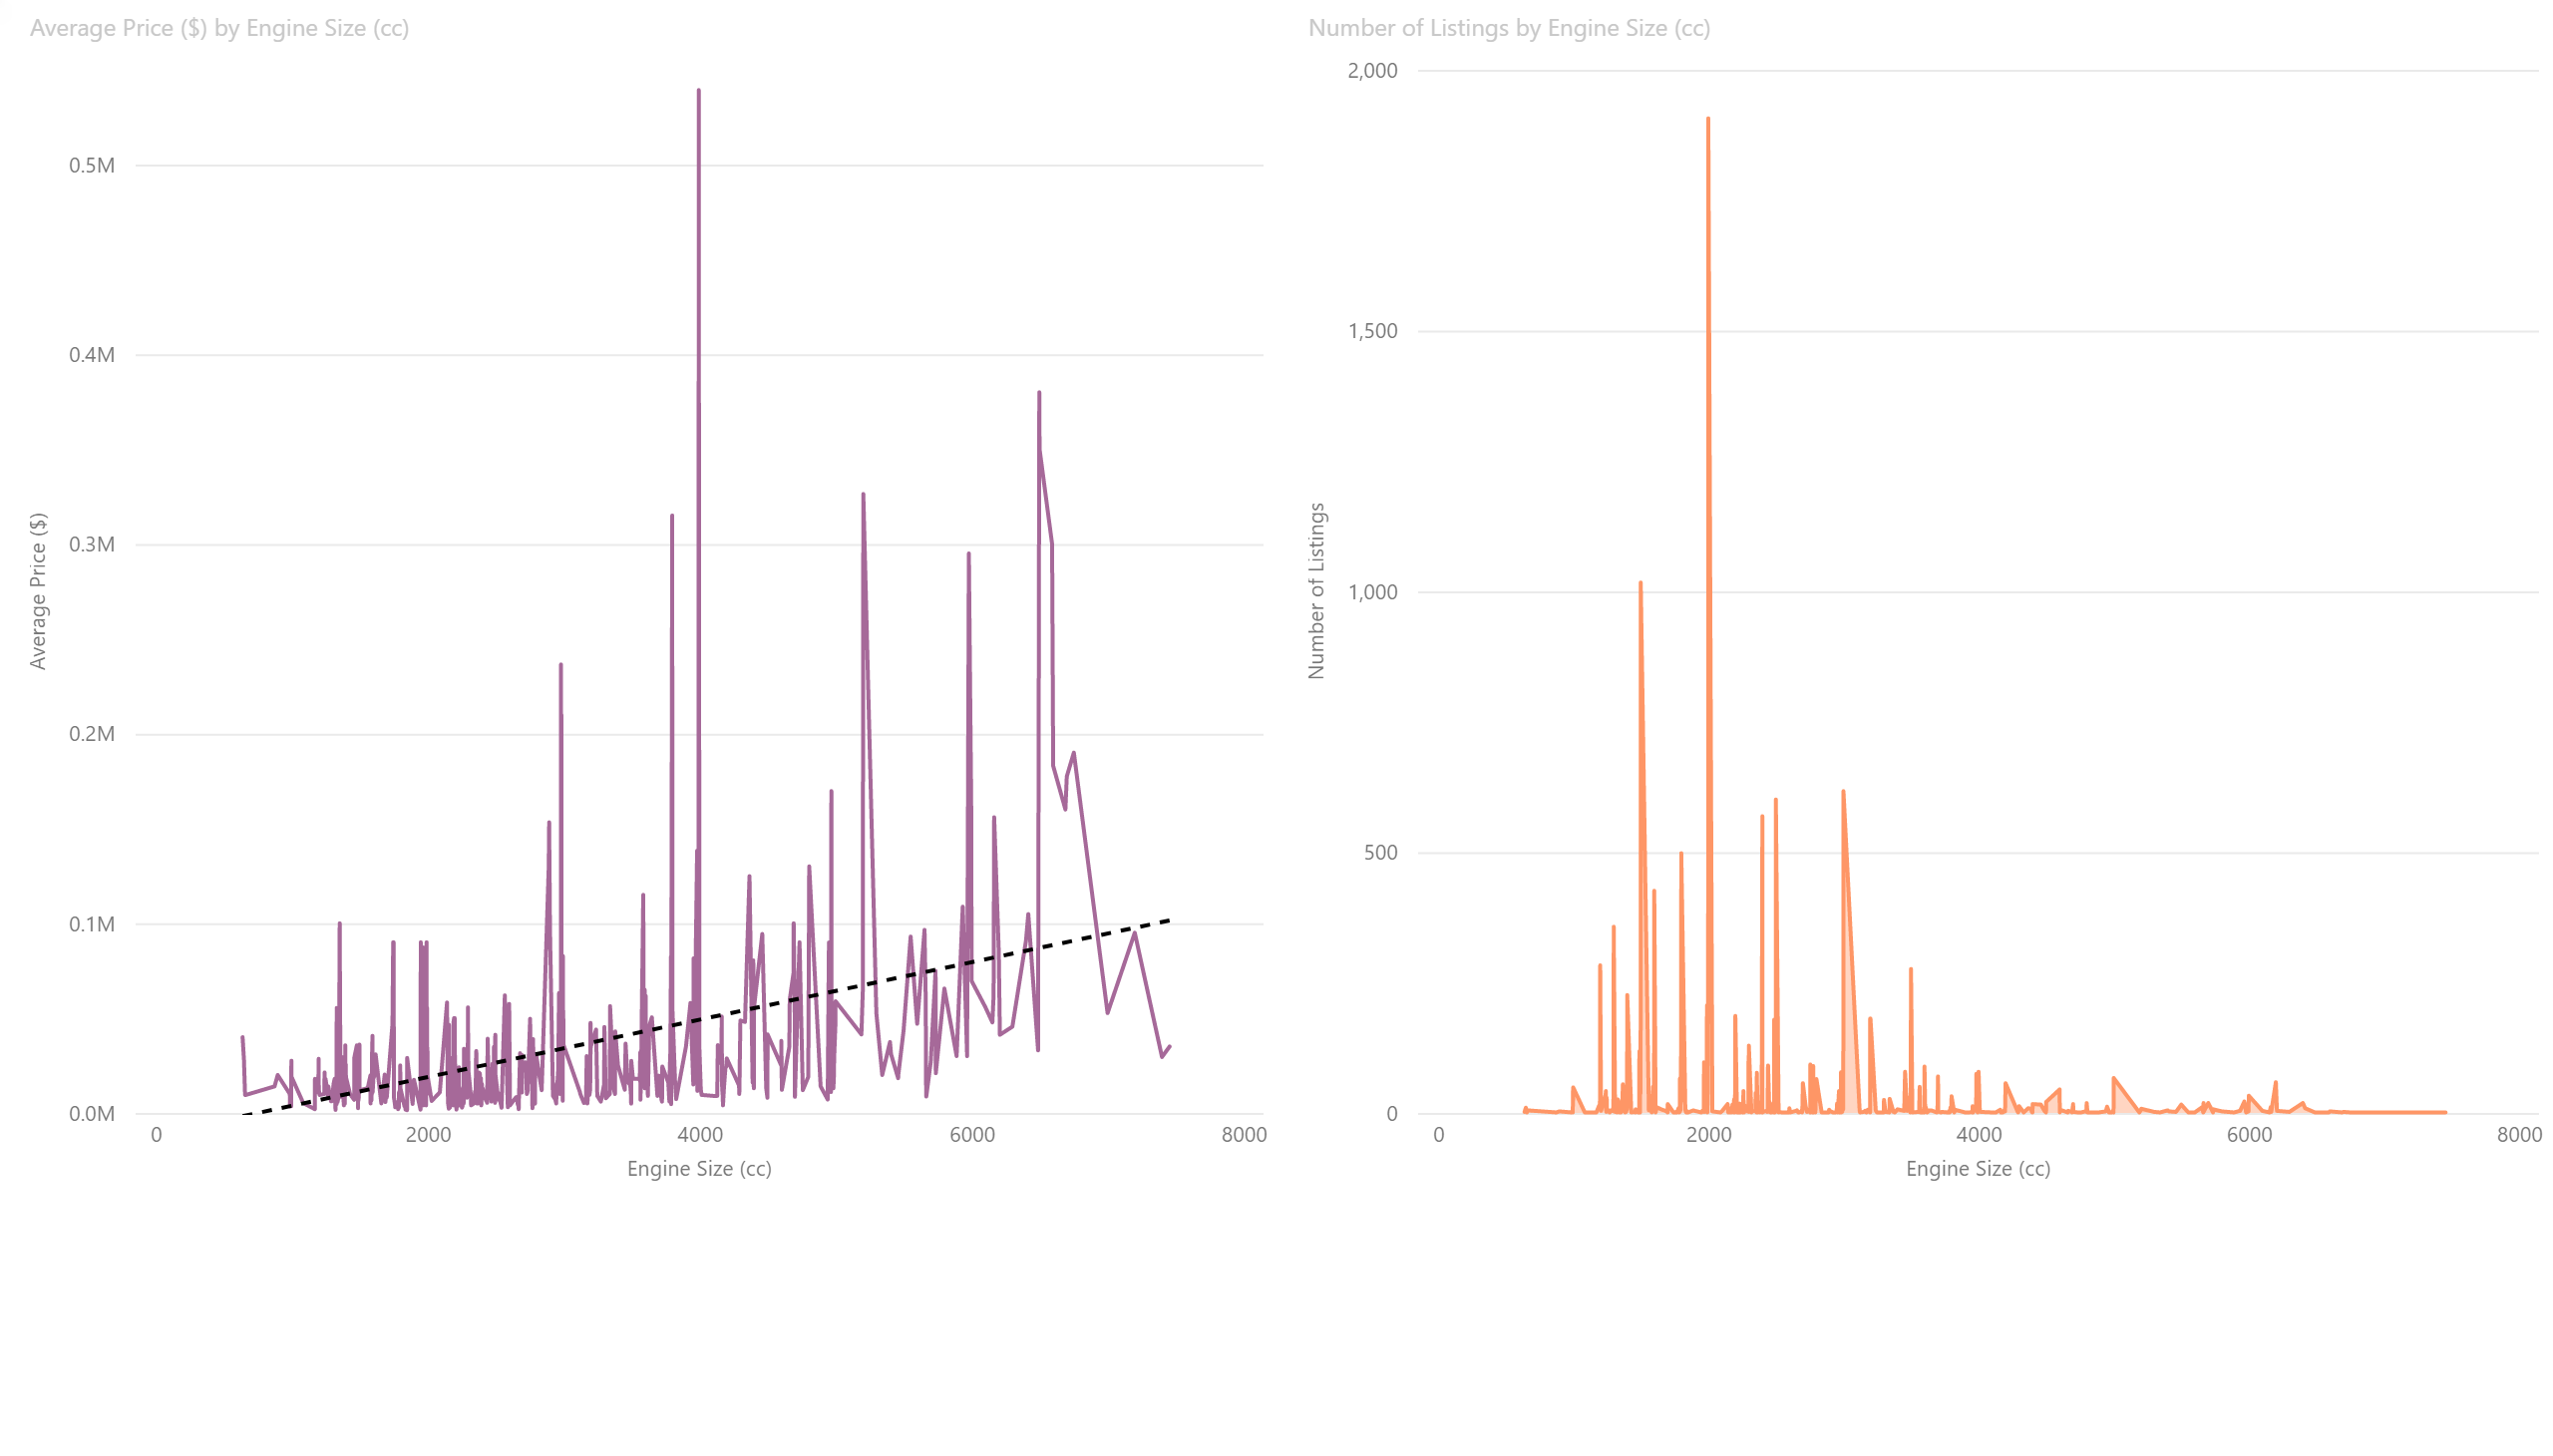 Average Price ($) by Engine Size (cc)
0.5M
0.4M
0.3M
0.2M
0.1M
0.0M
Average Price ($)
0
2000
4000
6000
8000
Engine Size (cc)
Number of Listings by Engine Size (cc)
2,000
1,500
1,000
500
0
Number of Listings
0
2000
4000
6000
8000
Engine Size (cc)